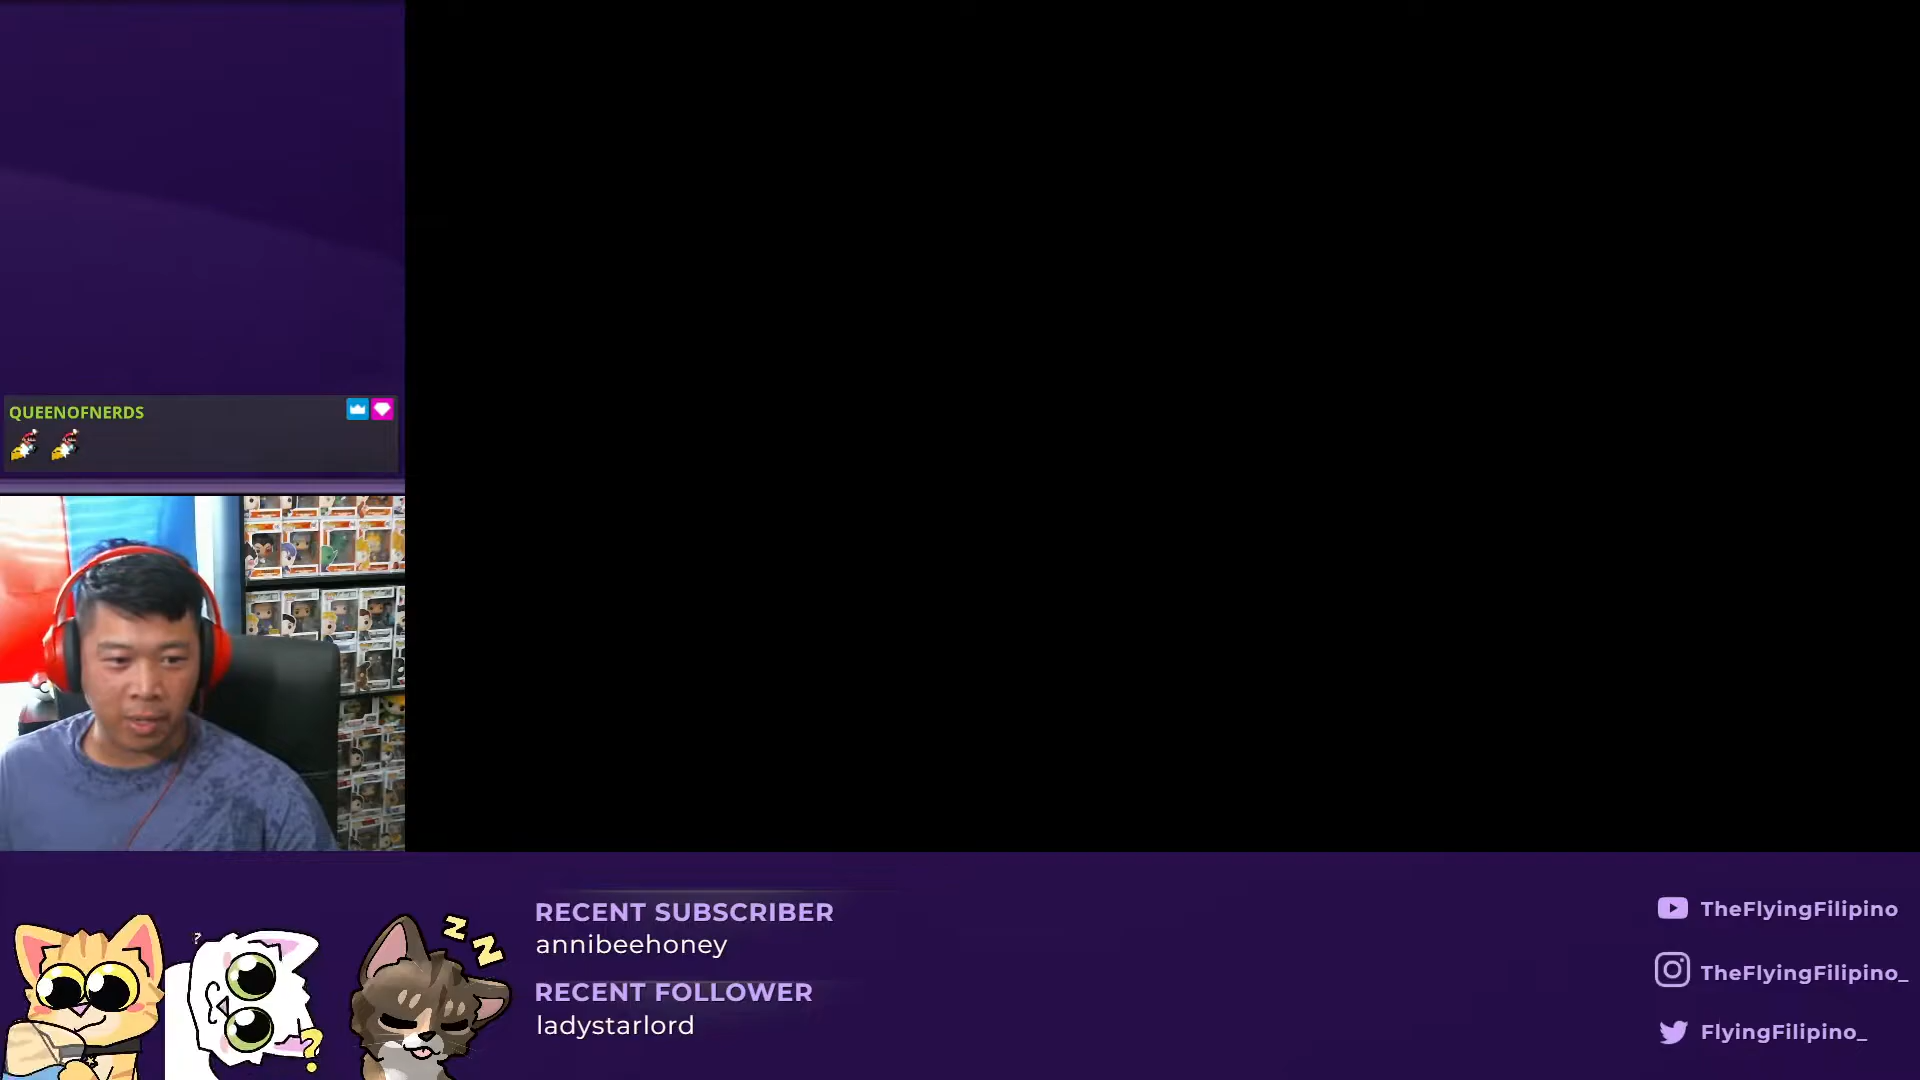 QUEENOFNERDS
RECENT SUBSCRIBER
annibeehoney
RECENT FOLLOWER
ladystarlord
TheFlyingFilipino
TheFlyingFilipino_
FlyingFilipino_
z
z
?
?